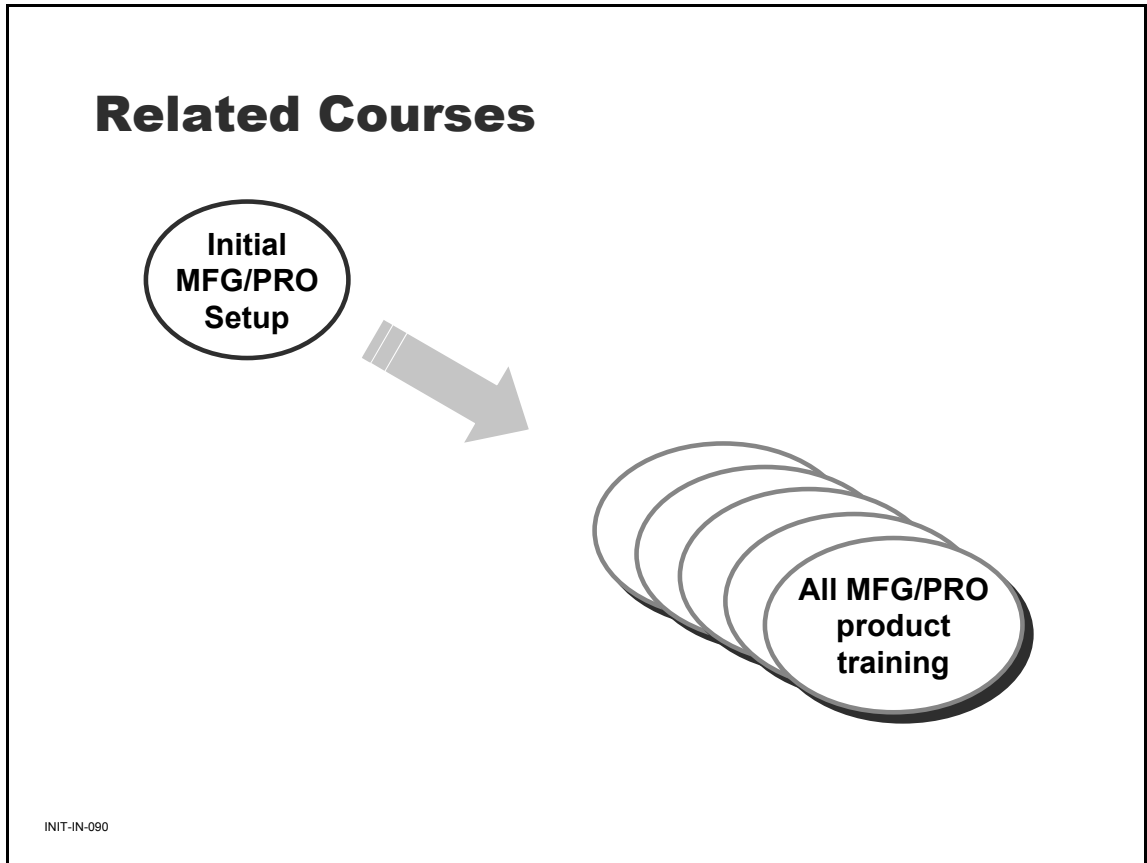 Related Courses
Initial
MFG/PRO
Setup
All MFG/PRO
product
training
INIT-IN-090